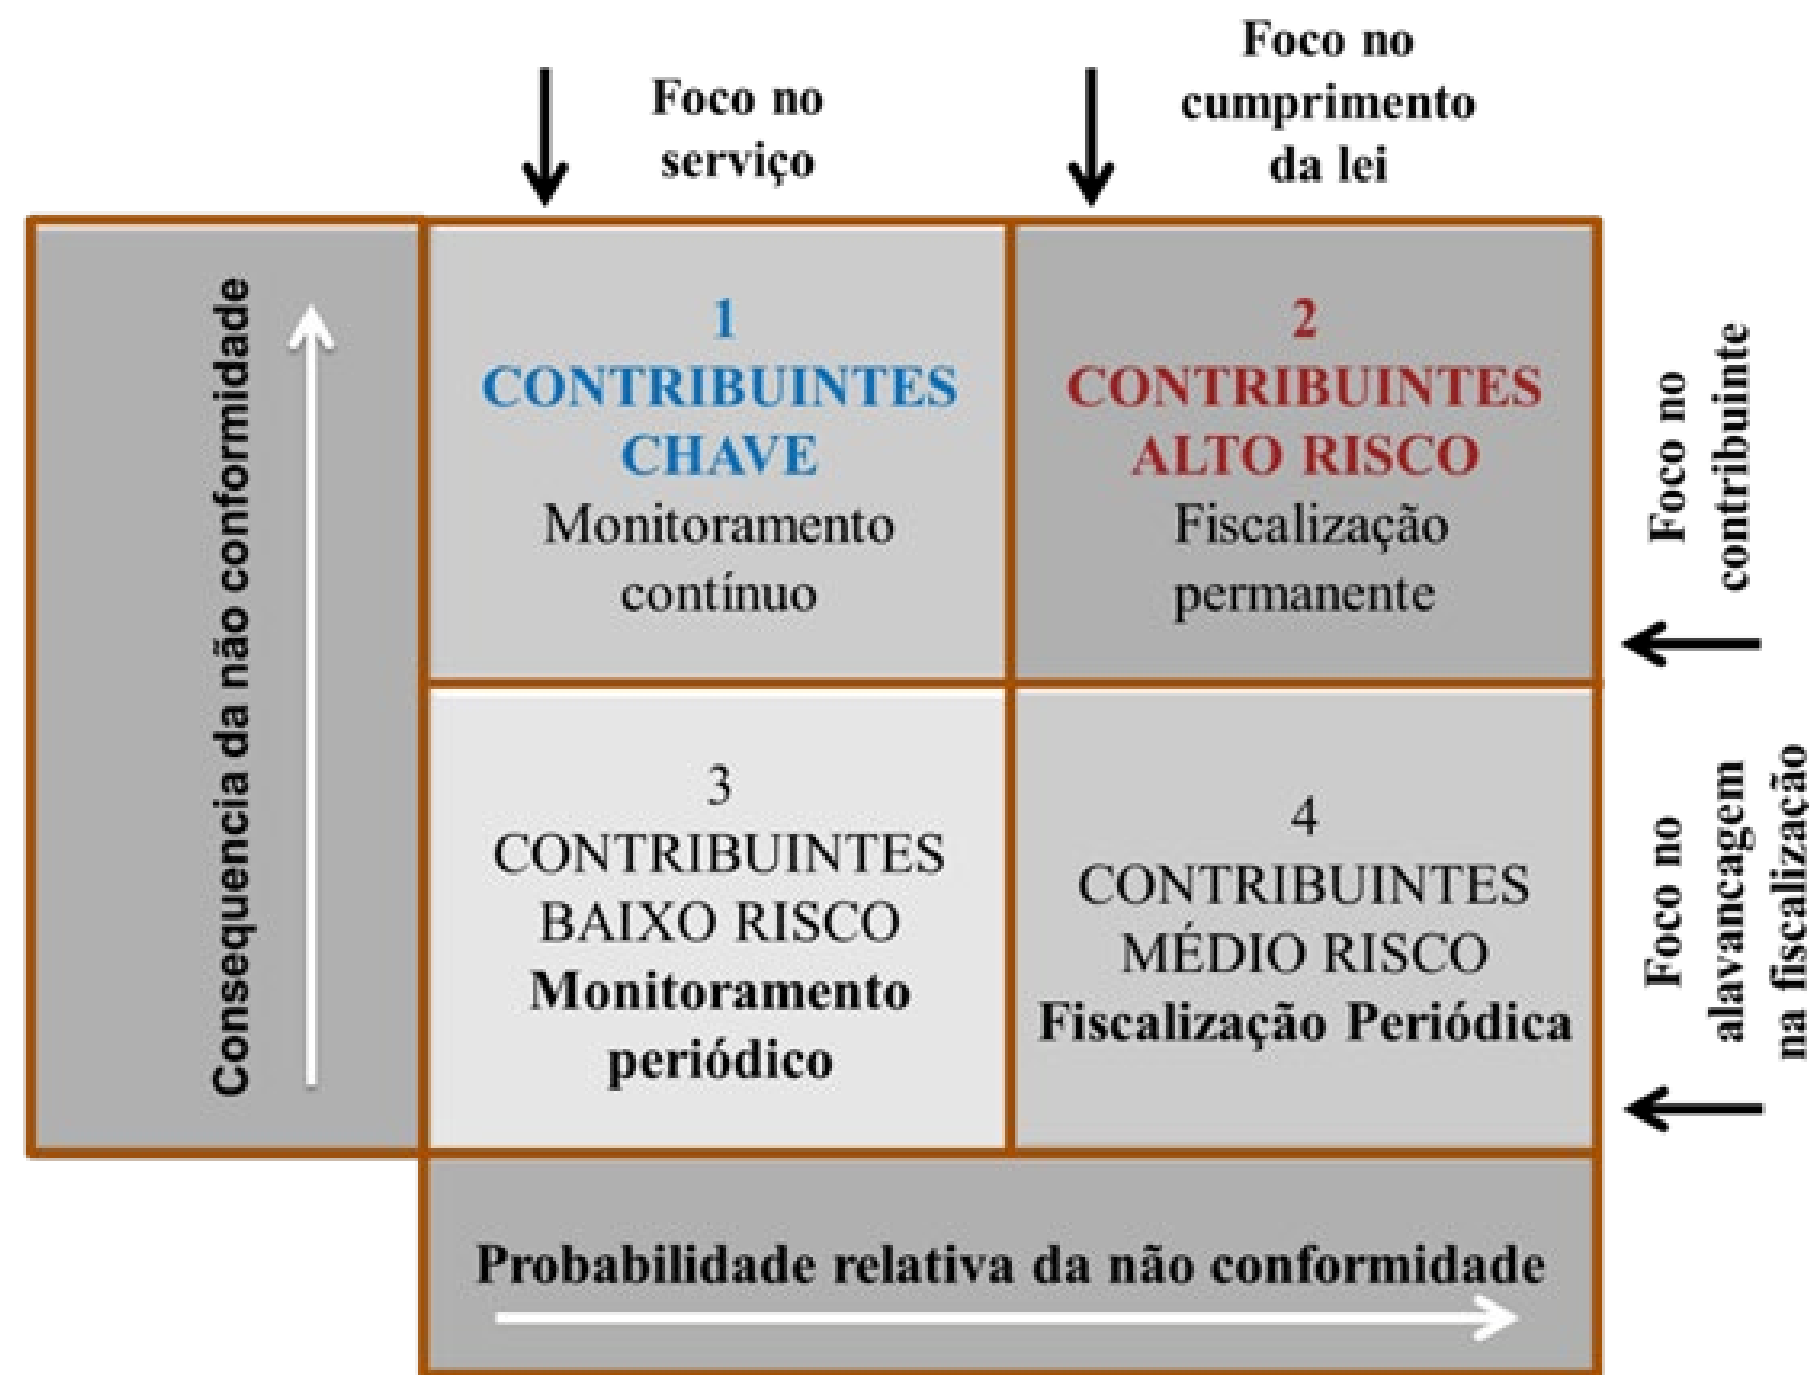 Foco no
serviço
Foco no
cumprimento
da lei
Consequencia da não conformidade
1
CONTRIBUINTES
CHAVE
Monitoramento
contínuo
2
CONTRIBUINTES
ALTO RISCO
Fiscalização
permanente
Foco no
contribuinte
3
CONTRIBUINTES
BAIXO RISCO
Monitoramento
periódico
4
CONTRIBUINTES
MÉDIO RISCO
Fiscalização Periódica
Foco no
alavancagem
na fiscalização
Probabilidade relativa da não conformidade